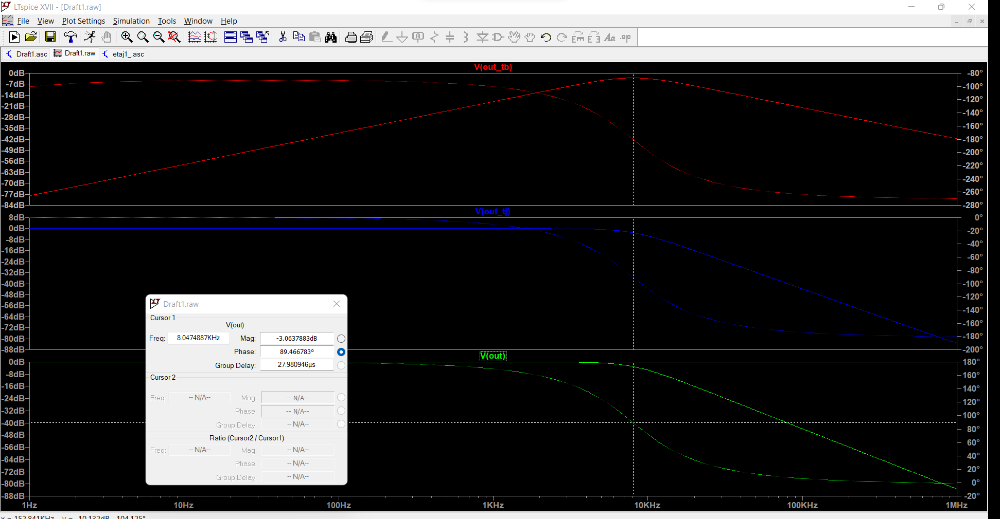 LTspice XVII - [Draft1.raw]
File View Plot Settings Simulation Tools Window Help
Draft1.asc Draft1.raw etaj1_.asc
V(out_tb)
0dB -80°
-7dB -100°
-14dB -120°
-21dB -140°
-28dB -160°
-35dB -180°
-42dB -200°
-49dB -220°
-56dB -240°
-63dB -260°
-70dB -280°
-77dB
-84dB
V(out_tj)
8dB 0°
0dB -20°
-8dB -40°
-16dB -60°
-24dB -80°
-32dB -100°
-40dB -120°
-48dB -140°
-56dB -160°
-64dB -180°
-72dB -200°
-80dB
-88dB
V(out)
0dB 180°
-8dB 160°
-16dB 140°
-24dB 120°
-32dB 100°
-40dB 80°
-48dB 60°
-56dB 40°
-64dB 20°
-72dB 0°
-80dB -20°
-88dB
1Hz 10Hz 100Hz 1KHz 10KHz 100KHz 1MHz
Draft1.raw
Cursor 1
V(out)
Freq: 8.0474887KHz Mag: -3.0637883dB
Phase: 89.466783°
Group Delay: 27.980946µs
Cursor 2
Freq: -- N/A-- Mag: -- N/A--
Phase: -- N/A--
Group Delay: -- N/A--
Ratio (Cursor2 / Cursor1)
Freq: -- N/A-- Mag: -- N/A--
Phase: -- N/A--
Group Delay: -- N/A--
x = 152.841KHz y = -10.132dB, -104.125°